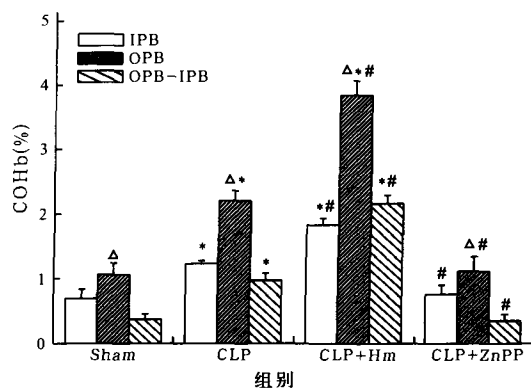 5
IPB
OPB
OPB-IPB
4
△*#
3
COHb(%)
△*
*#
*#
2
△
*
*
△#
1
#
#
0
Sham
CLP
CLP+Hm
CLP+ZnPP
组别